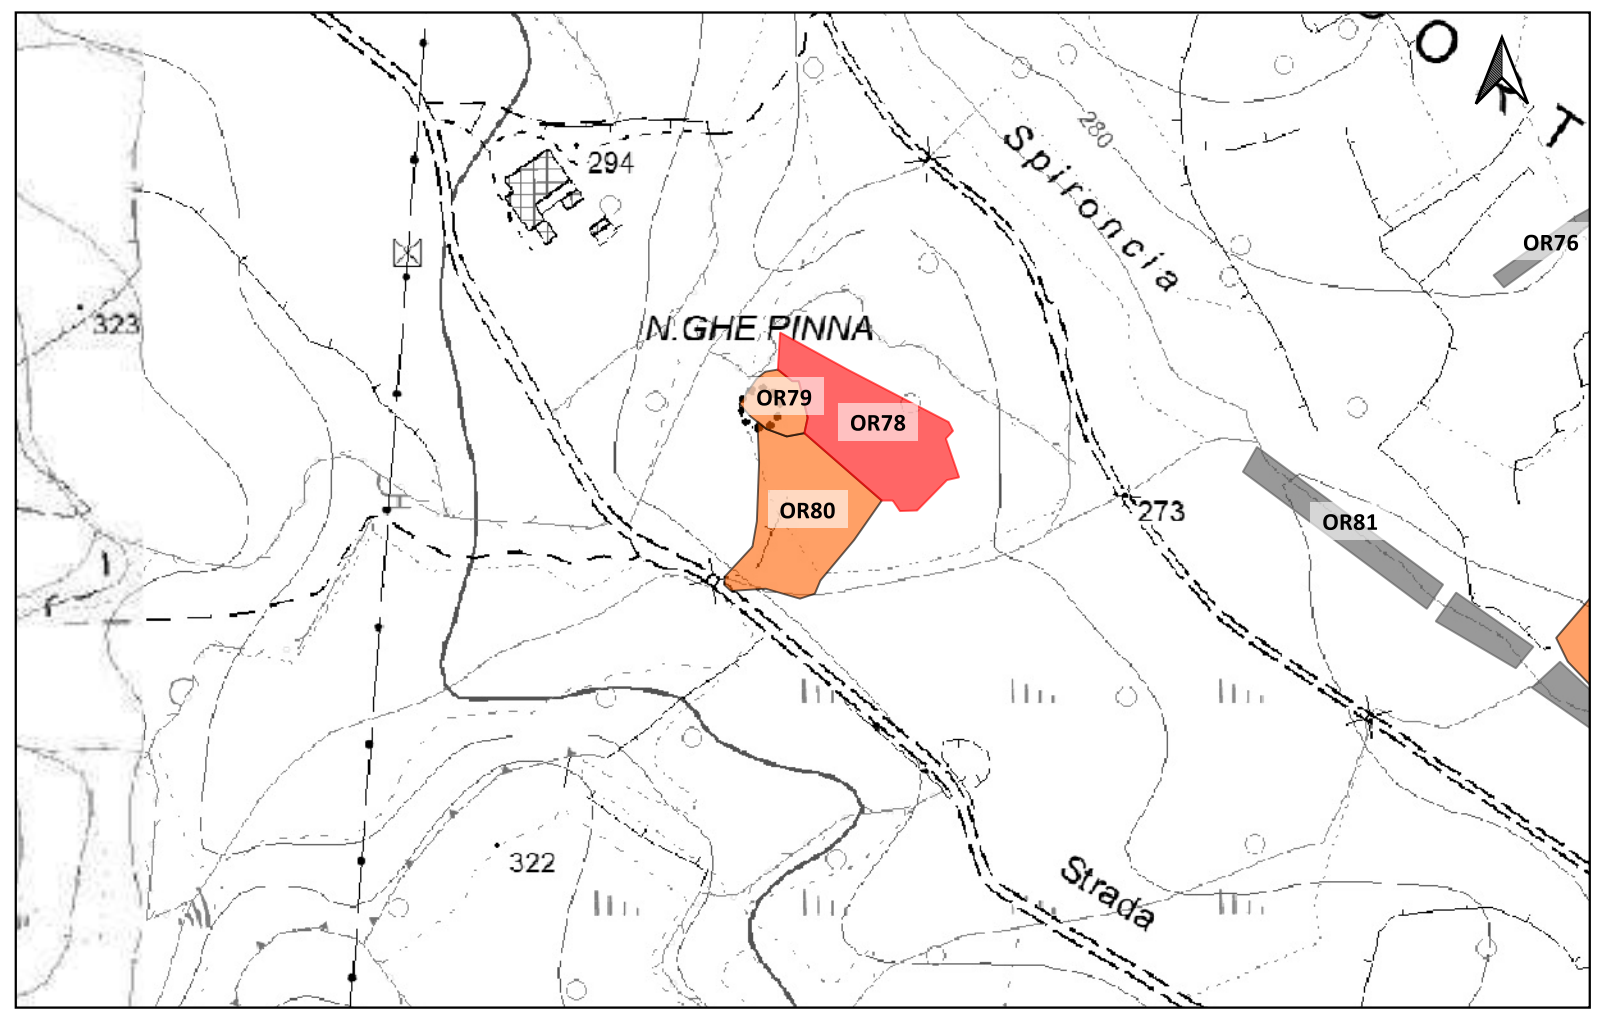 O
R
T
280
Spironcia
294
OR76
323
N.GHE PINNA
OR79
OR78
OR80
273
OR81
322
Strada